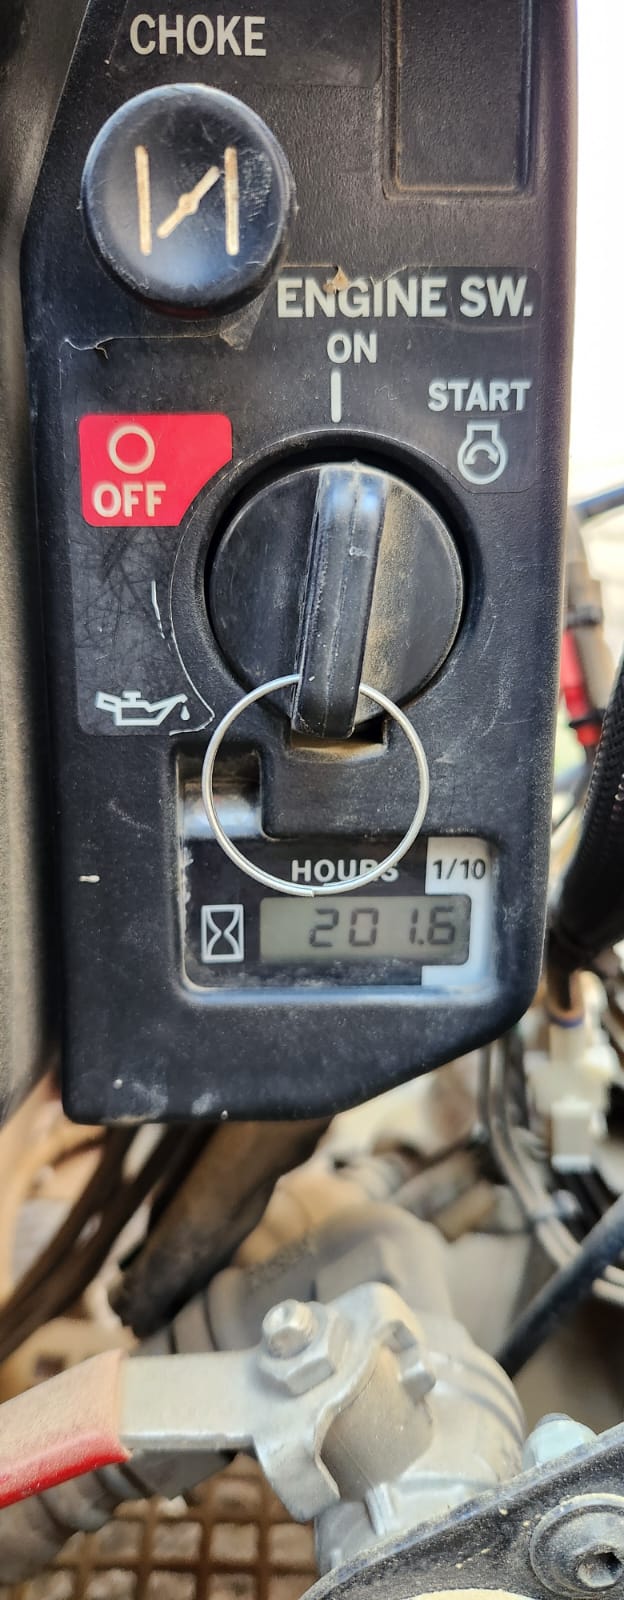 CHOKE
ENGINE SW.
ON
START
OFF
HOURS 1/10
201.6